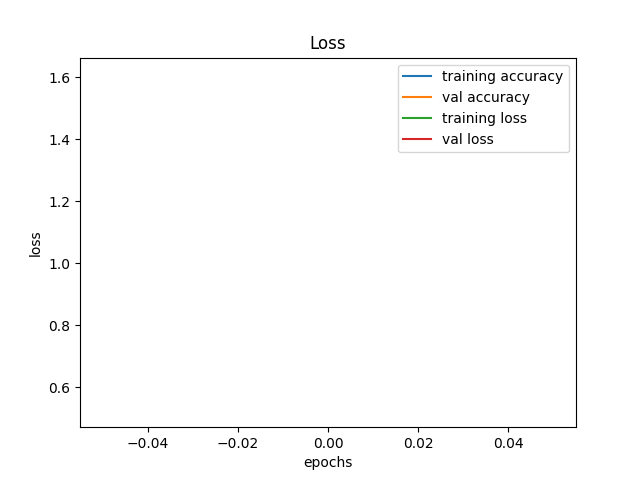 Loss
training accuracy
val accuracy
training loss
val loss
1.6
1.4
1.2
1.0
0.8
0.6
loss
−0.04 −0.02 0.00 0.02 0.04
epochs